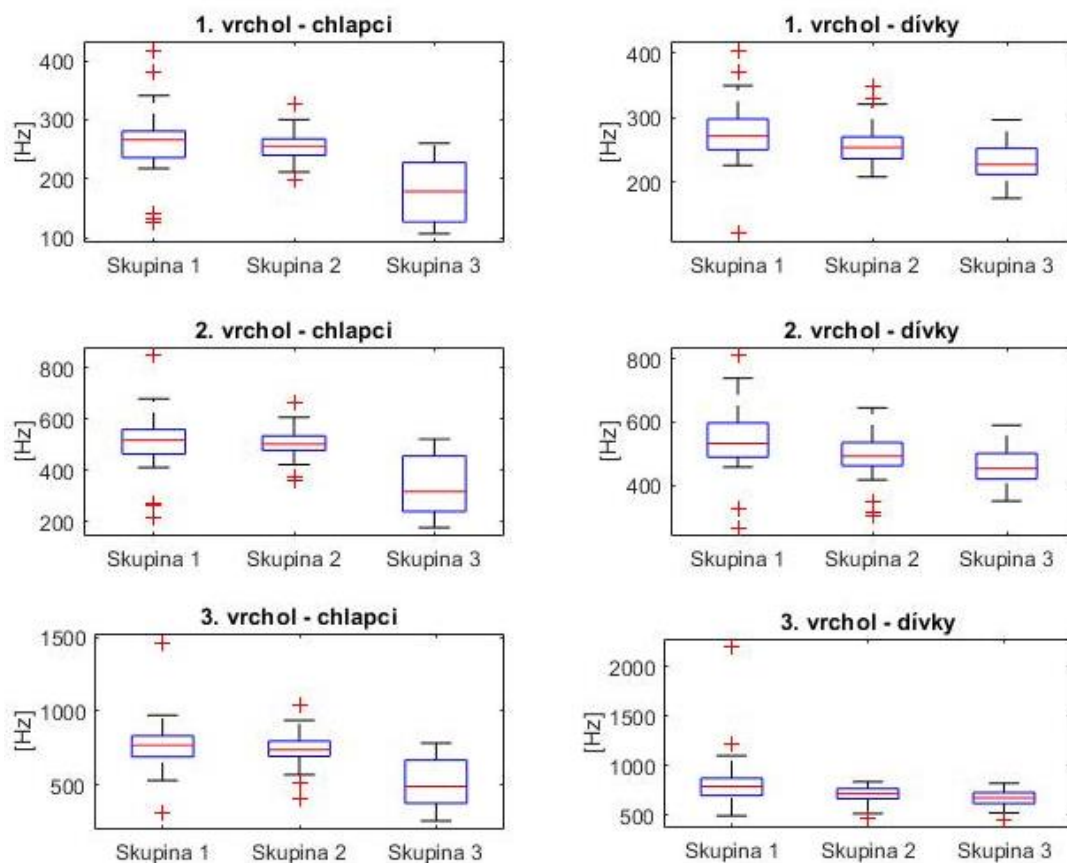 1. vrchol - chlapci
[Hz]
400
300
200
100
Skupina 1 Skupina 2 Skupina 3
1. vrchol - dívky
[Hz]
400
300
200
Skupina 1 Skupina 2 Skupina 3
2. vrchol - chlapci
[Hz]
800
600
400
200
Skupina 1 Skupina 2 Skupina 3
2. vrchol - dívky
[Hz]
800
600
400
Skupina 1 Skupina 2 Skupina 3
3. vrchol - chlapci
[Hz]
1500
1000
500
Skupina 1 Skupina 2 Skupina 3
3. vrchol - dívky
[Hz]
2000
1500
1000
500
Skupina 1 Skupina 2 Skupina 3